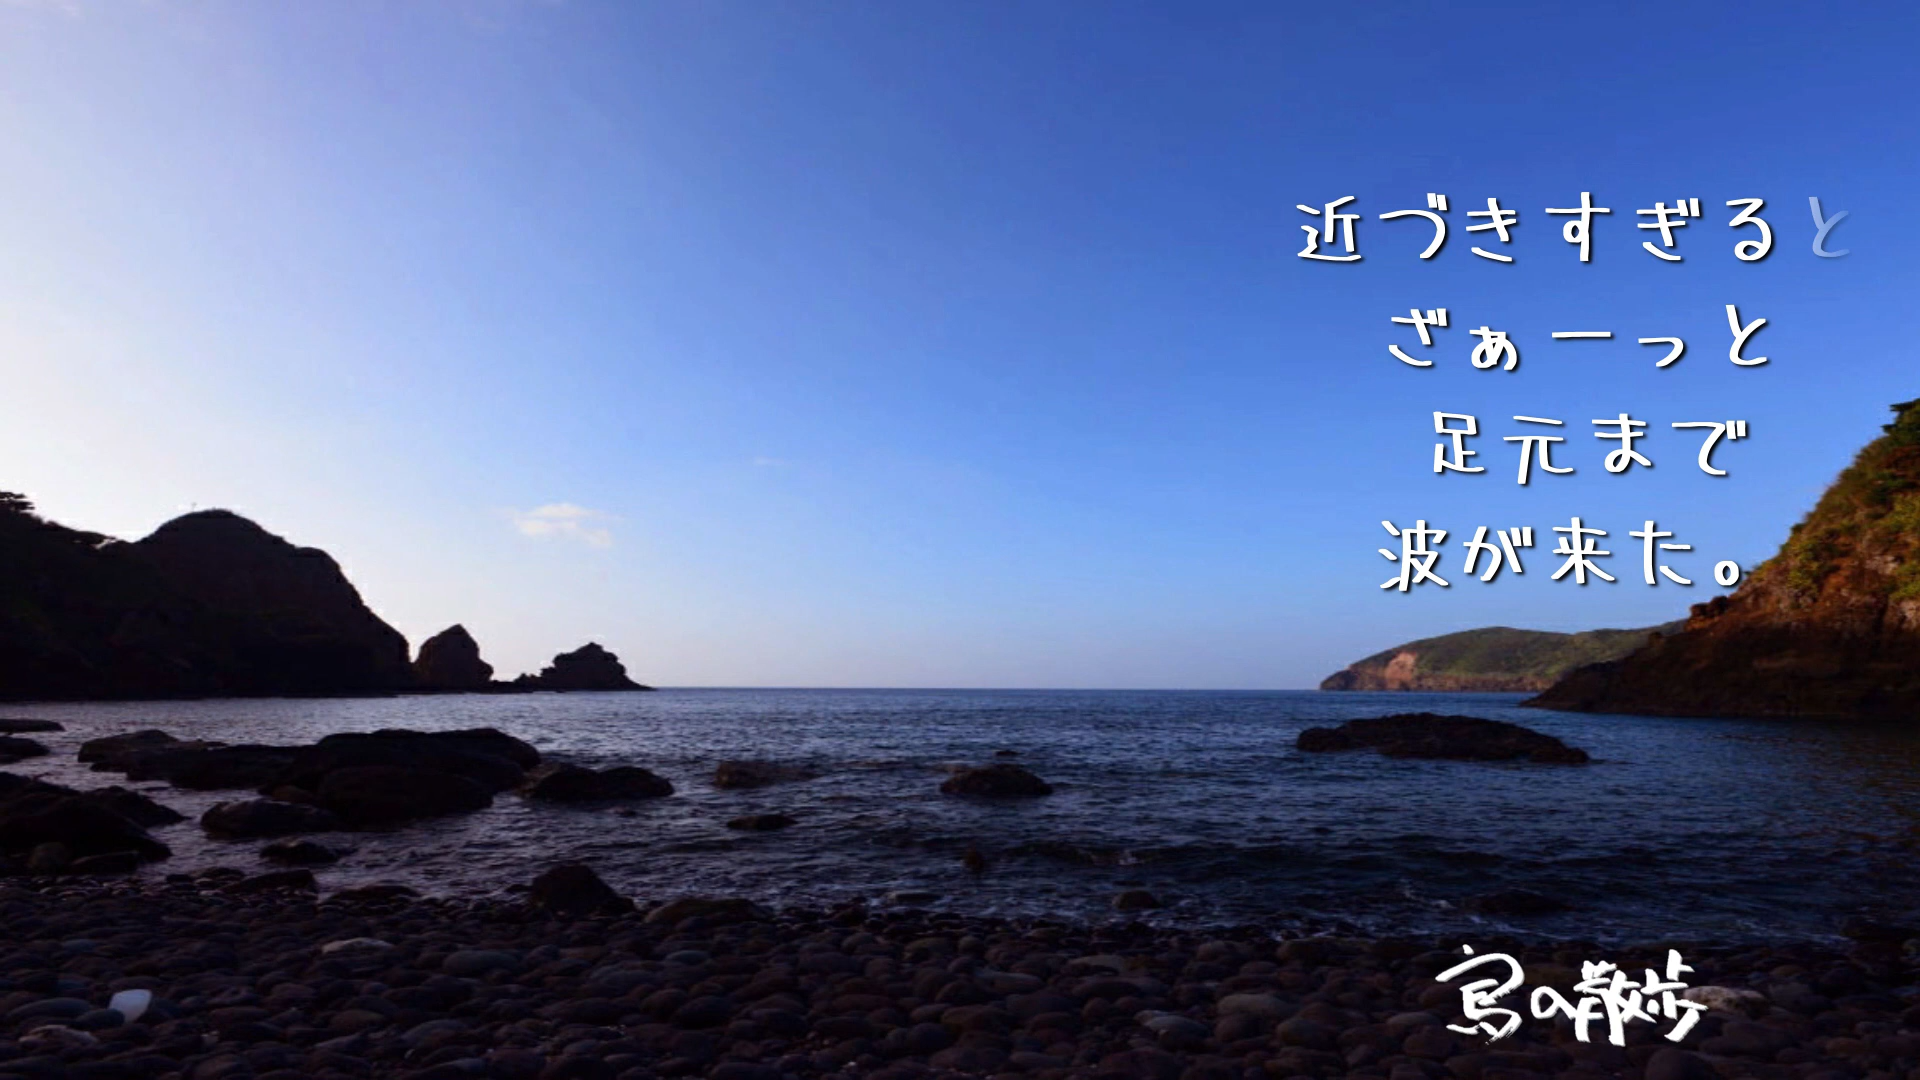 近づきすぎると
ざぁーっと
足元まで
波が来た。
の散歩